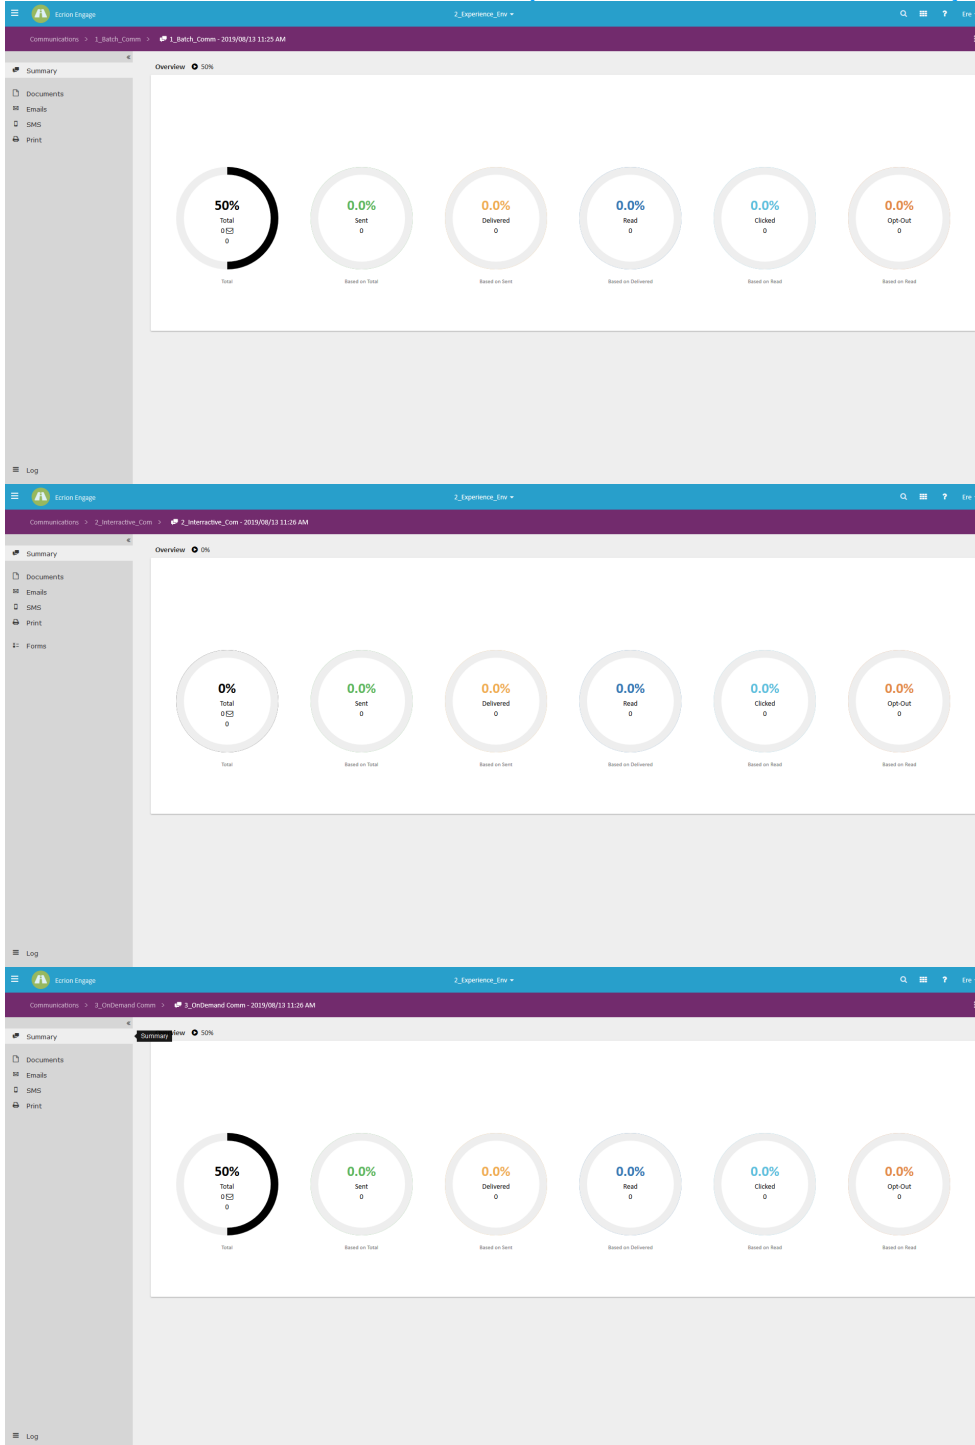 Ecrion Engage 2_Experience_Env ? Ere
Communications > 1_Batch_Comm > 1_Batch_Comm - 2019/08/13 11:25 AM
«
Summary
Overview 50%
Documents
Emails
SMS
Print
50% 0.0% 0.0% 0.0% 0.0% 0.0%
Total Sent Delivered Read Clicked Opt-Out
0 0 0 0 0 0
0
Total Based on Total Based on Sent Based on Delivered Based on Read Based on Read
Log
Ecrion Engage 2_Experience_Env ? Ere
Communications > 2_Interractive_Com > 2_Interractive_Com - 2019/08/13 11:26 AM
«
Summary
Overview 0%
Documents
Emails
SMS
Print
Forms
0% 0.0% 0.0% 0.0% 0.0% 0.0%
Total Sent Delivered Read Clicked Opt-Out
0 0 0 0 0 0
0
Total Based on Total Based on Sent Based on Delivered Based on Read Based on Read
Log
Ecrion Engage 2_Experience_Env ? Ere
Communications > 3_OnDemand Comm > 3_OnDemand Comm - 2019/08/13 11:26 AM
«
Summary
Summary view 50%
Documents
Emails
SMS
Print
50% 0.0% 0.0% 0.0% 0.0% 0.0%
Total Sent Delivered Read Clicked Opt-Out
0 0 0 0 0 0
0
Total Based on Total Based on Sent Based on Delivered Based on Read Based on Read
Log